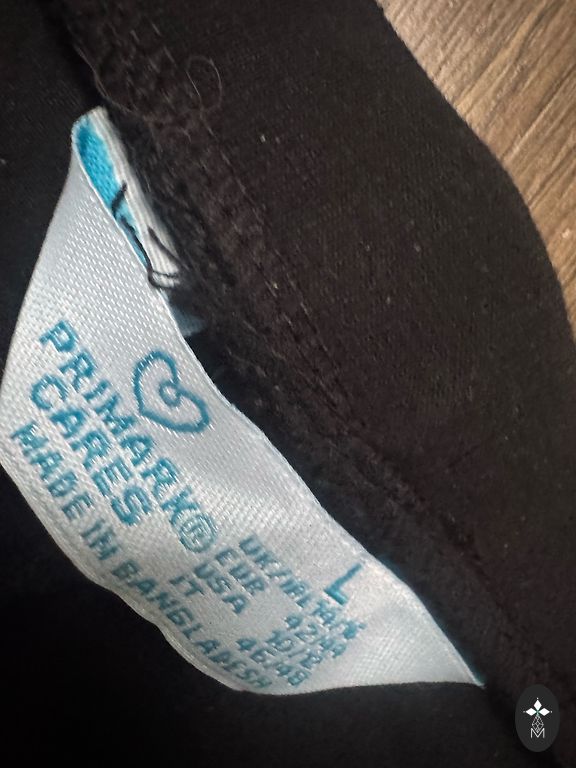 PRIMARK®
CARES
MADE IN BANGLADESH
L
UK/IRL 14/16
EUR 42/44
USA 10/12
IT 46/48
M